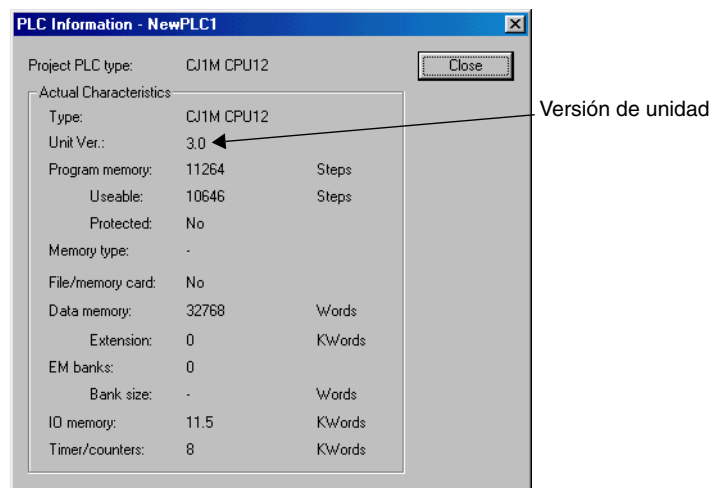 PLC Information - NewPLC1
Project PLC type: CJ1M CPU12 Close
Actual Characteristics
Type: CJ1M CPU12
Versión de unidad
Unit Ver.: 3.0
Program memory: 11264 Steps
Useable: 10646 Steps
Protected: No
Memory type: -
File/memory card: No
Data memory: 32768 Words
Extension: 0 KWords
EM banks: 0
Bank size: - Words
IO memory: 11.5 KWords
Timer/counters: 8 KWords